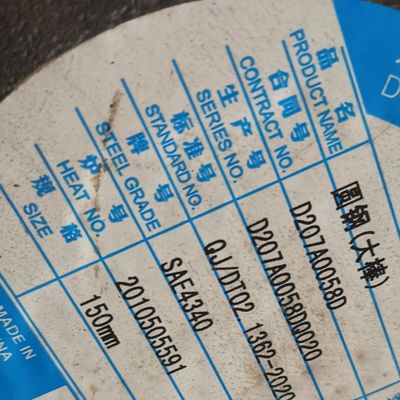 品名
PRODUCT NAME
圆钢(大棒)
合同号
CONTRACT NO.
D207A0058D
生产号
SERIES NO.
D207A0058DQ020
标准号
STANDARD NO.
QJ/DT02 1362-2020
牌号
STEEL GRADE
SAE4340
炉号
HEAT NO.
2010505591
规格
SIZE
150mm
MADE IN